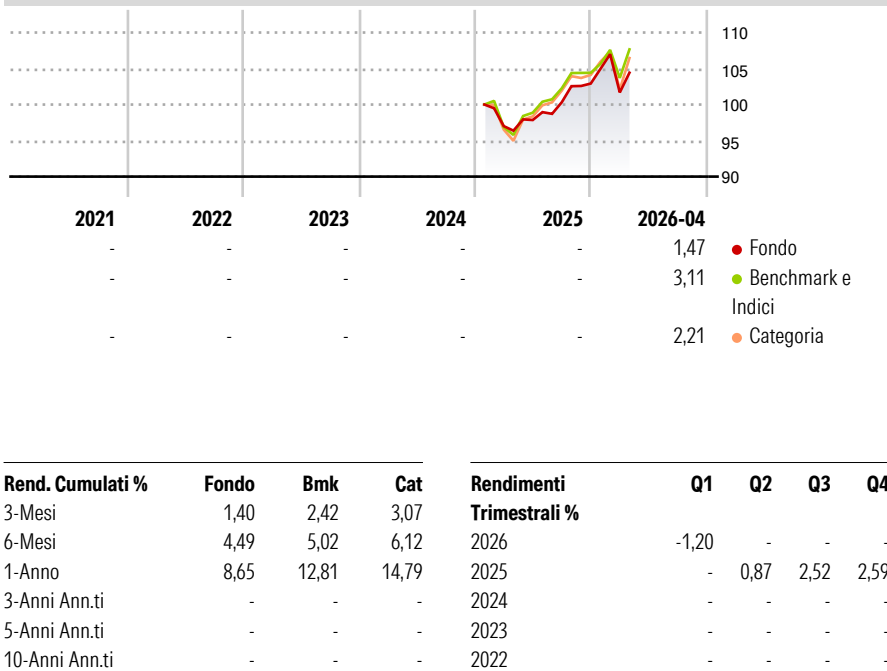 110
105
100
95
90
2021 2022 2023 2024 2025 2026-04
- - - - - 1,47 Fondo
- - - - - 3,11 Benchmark e
Indici
- - - - - 2,21 Categoria
Rend. Cumulati % Fondo Bmk Cat
3-Mesi 1,40 2,42 3,07
6-Mesi 4,49 5,02 6,12
1-Anno 8,65 12,81 14,79
3-Anni Ann.ti - - -
5-Anni Ann.ti - - -
10-Anni Ann.ti - - -
Rendimenti Q1 Q2 Q3 Q4
Trimestrali %
2026 -1,20 - - -
2025 - 0,87 2,52 2,59
2024 - - - -
2023 - - - -
2022 - - - -